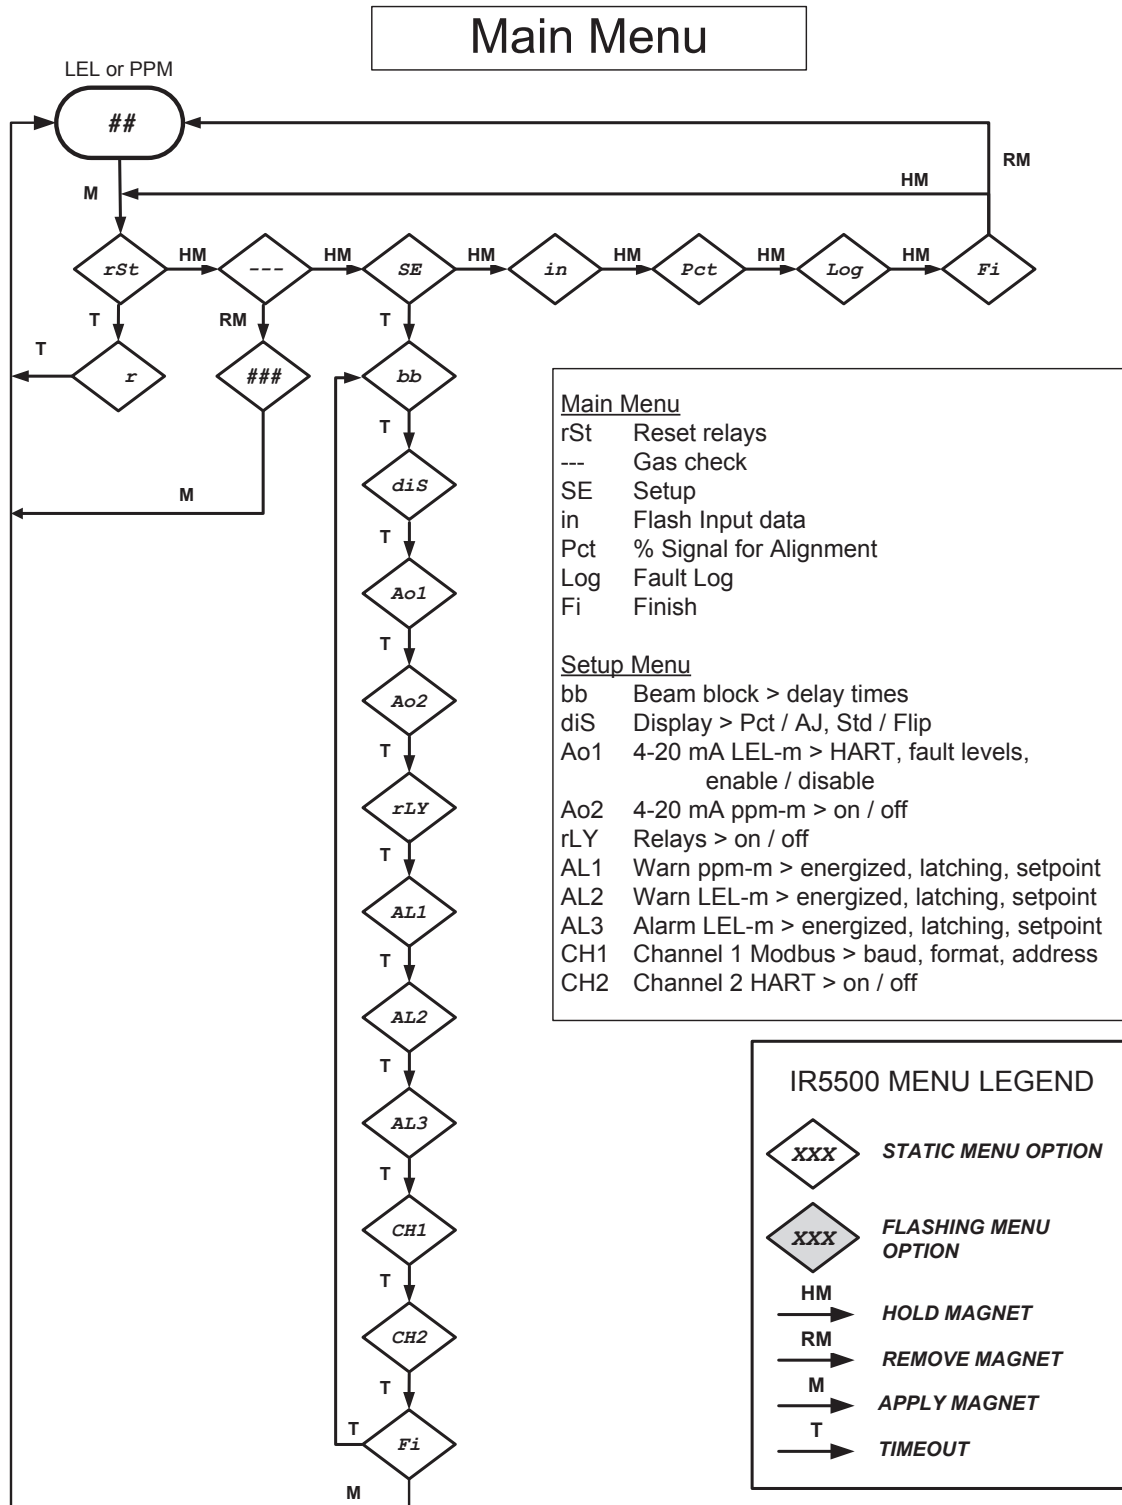 Main Menu
LEL or PPM
##
RM
M
HM
rSt
HM
---
HM
SE
HM
in
HM
Pct
HM
Log
HM
Fi
T
RM
T
T
r
###
bb
T
M
diS
T
Ao1
T
Ao2
T
rLY
T
AL1
T
AL2
T
AL3
T
CH1
T
CH2
T
T
Fi
M
Main Menu
rSt Reset relays
--- Gas check
SE Setup
in Flash Input data
Pct % Signal for Alignment
Log Fault Log
Fi Finish
Setup Menu
bb Beam block > delay times
diS Display > Pct / AJ, Std / Flip
Ao1 4-20 mA LEL-m > HART, fault levels,
enable / disable
Ao2 4-20 mA ppm-m > on / off
rLY Relays > on / off
AL1 Warn ppm-m > energized, latching, setpoint
AL2 Warn LEL-m > energized, latching, setpoint
AL3 Alarm LEL-m > energized, latching, setpoint
CH1 Channel 1 Modbus > baud, format, address
CH2 Channel 2 HART > on / off
IR5500 MENU LEGEND
XXX STATIC MENU OPTION
XXX FLASHING MENU
OPTION
HM
HOLD MAGNET
RM
REMOVE MAGNET
M
APPLY MAGNET
T
TIMEOUT